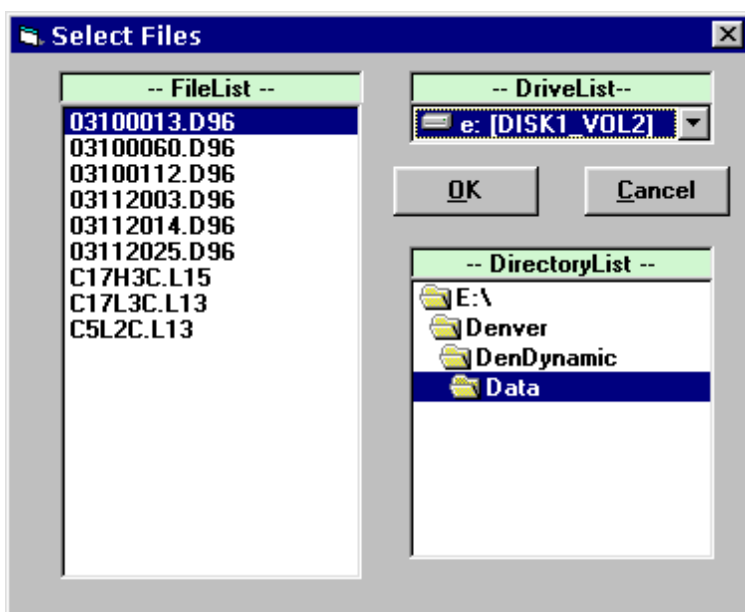 Select Files
-- FileList --
03100013.D96
03100060.D96
03100112.D96
03112003.D96
03112014.D96
03112025.D96
C17H3C.L15
C17L3C.L13
C5L2C.L13
-- DriveList--
e: [DISK1_VOL2]
OK
Cancel
-- DirectoryList --
E:\
Denver
DenDynamic
Data